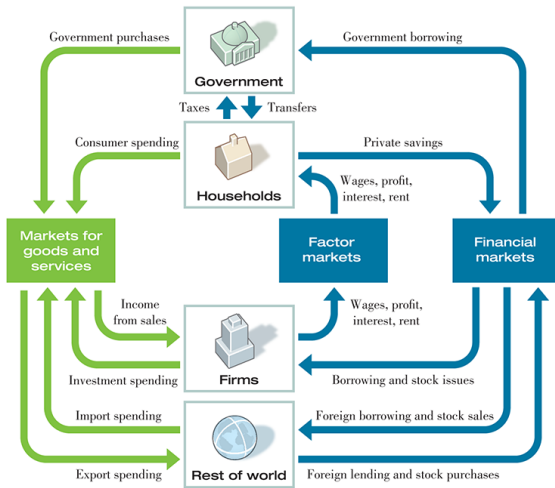 Government purchases
Government borrowing
Government
Taxes
Transfers
Consumer spending
Private savings
Households
Wages, profit,
interest, rent
Markets for
goods and
services
Factor
markets
Financial
markets
Income
from sales
Wages, profit,
interest, rent
Investment spending
Firms
Borrowing and stock issues
Import spending
Foreign borrowing and stock sales
Export spending
Rest of world
Foreign lending and stock purchases